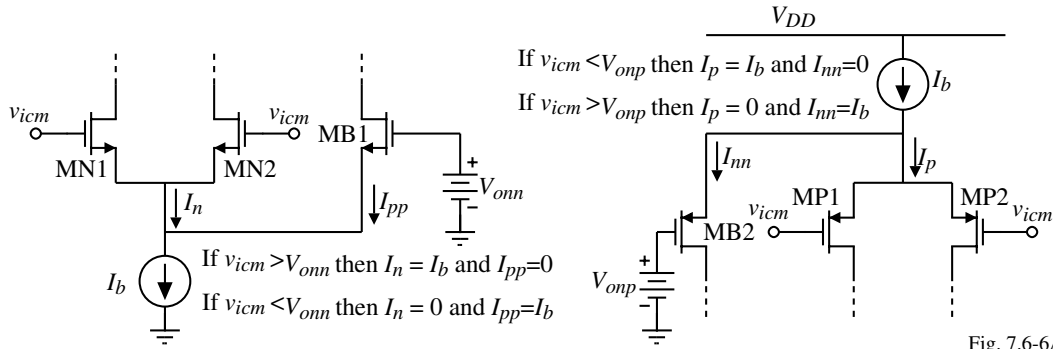 V_DD
If v_icm <V_onp then I_p = I_b and I_nn=0
I_b
If v_icm >V_onp then I_p = 0 and I_nn=I_b
v_icm
v_icm
MB1
MN1
MN2
I_n
I_pp
+
−
V_onn
I_b
If v_icm >V_onn then I_n = I_b and I_pp=0
If v_icm <V_onn then I_n = 0 and I_pp=I_b
I_nn
I_p
MP1
MP2
v_icm
v_icm
MB2
+
−
V_onp